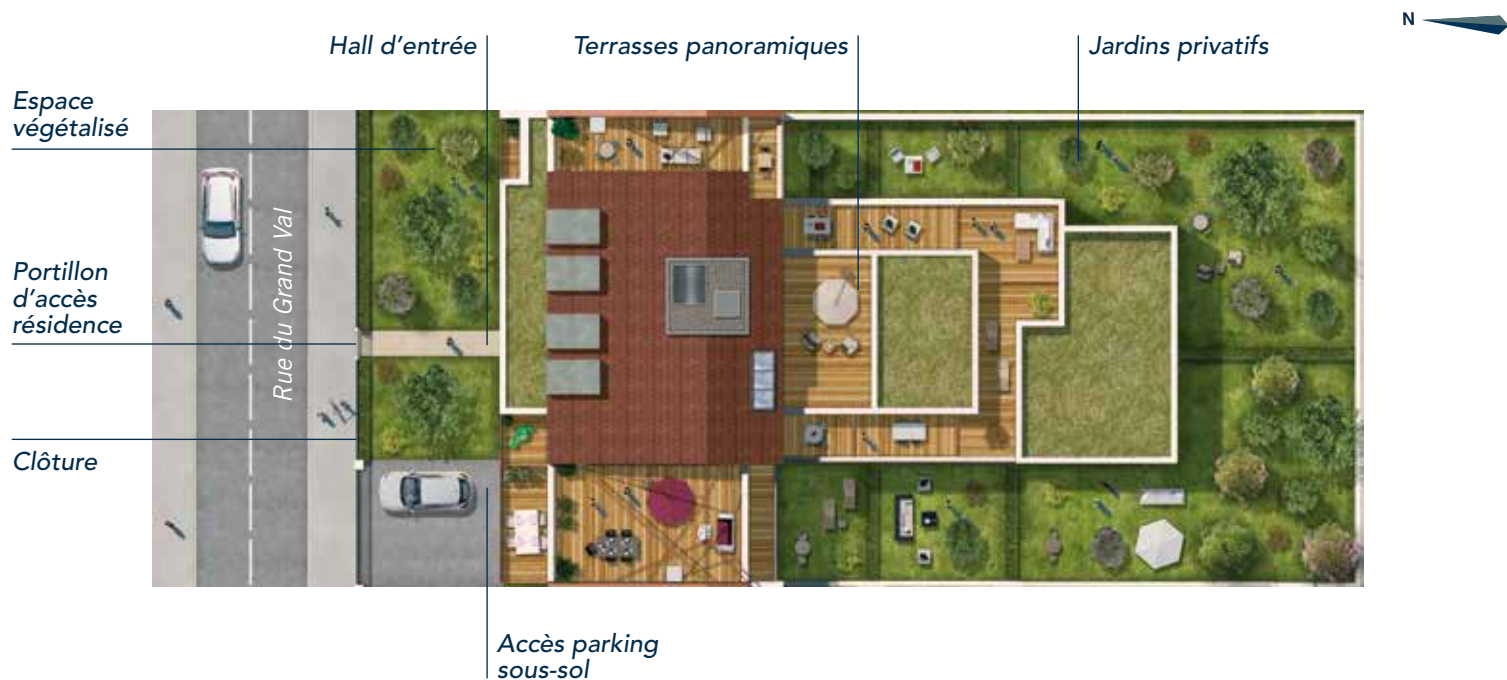 N
Hall d'entrée
Terrasses panoramiques
Jardins privatifs
Espace
végétalisé
Rue du Grand Val
Portillon
d'accès
résidence
Clôture
Accès parking
sous-sol